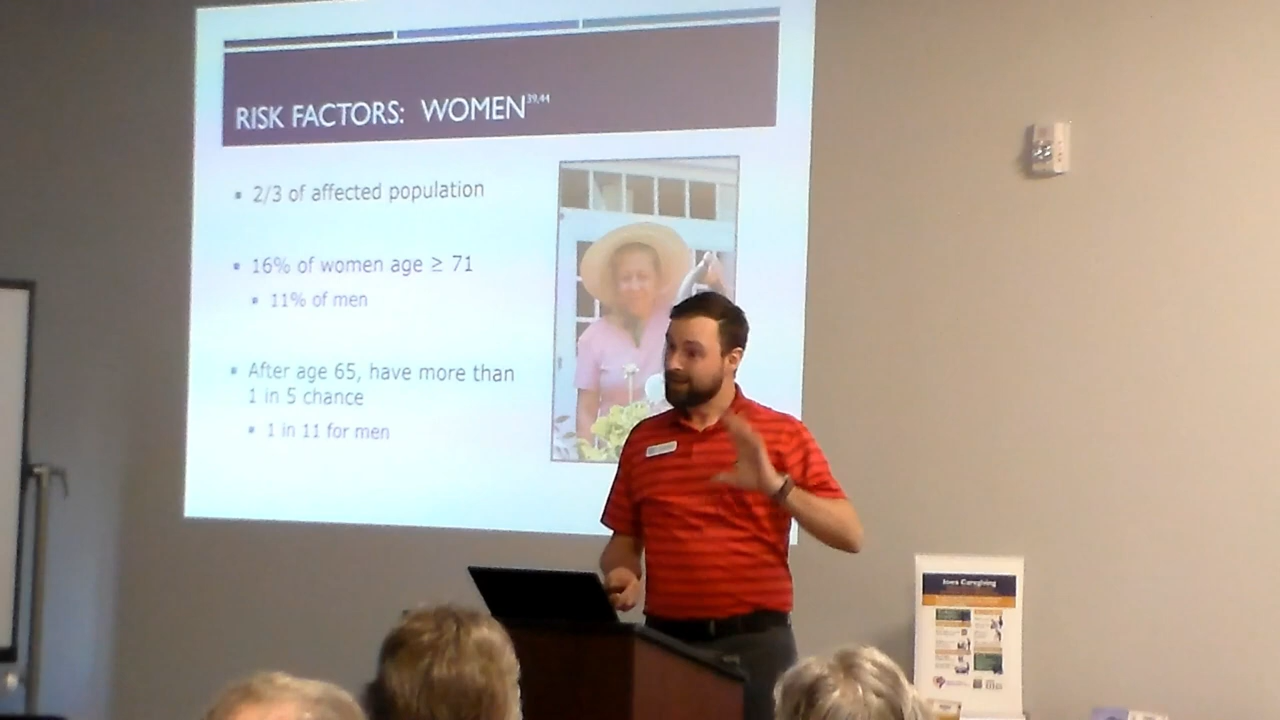 RISK FACTORS: WOMEN39,44
▪ 2/3 of affected population
▪ 16% of women age ≥ 71
▪ 11% of men
▪ After age 65, have more than
1 in 5 chance
▪ 1 in 11 for men
Iowa Caregiving